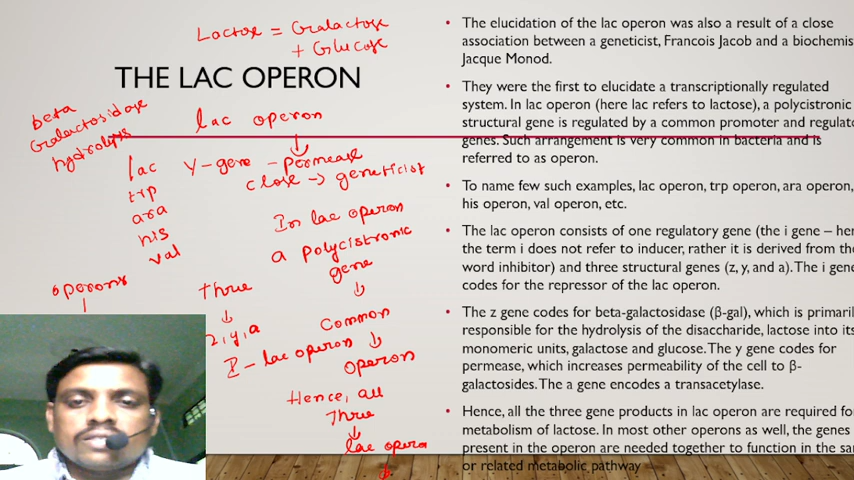 Lactose = Galactose
+ Glucose
THE LAC OPERON
beta
Galactosidase
hydrolysis
lac operon
lac
trp
ara
his
val
operons
Y-gene - permease
close → geneticist
In lac operon
a polycistronic
gene
Common
operon
Three
z, y, a
Z - lac operon
Hence, all
Three
lac opera
• The elucidation of the lac operon was also a result of a close
association between a geneticist, Francois Jacob and a biochemis
Jacque Monod.
• They were the first to elucidate a transcriptionally regulated
system. In lac operon (here lac refers to lactose), a polycistronic
structural gene is regulated by a common promoter and regulato
genes. Such arrangement is very common in bacteria and is
referred to as operon.
• To name few such examples, lac operon, trp operon, ara operon,
his operon, val operon, etc.
• The lac operon consists of one regulatory gene (the i gene – her
the term i does not refer to inducer, rather it is derived from the
word inhibitor) and three structural genes (z, y, and a). The i gene
codes for the repressor of the lac operon.
• The z gene codes for beta-galactosidase (β-gal), which is primaril
responsible for the hydrolysis of the disaccharide, lactose into its
monomeric units, galactose and glucose. The y gene codes for
permease, which increases permeability of the cell to β-
galactosides. The a gene encodes a transacetylase.
• Hence, all the three gene products in lac operon are required for
metabolism of lactose. In most other operons as well, the genes
present in the operon are needed together to function in the sam
or related metabolic pathway